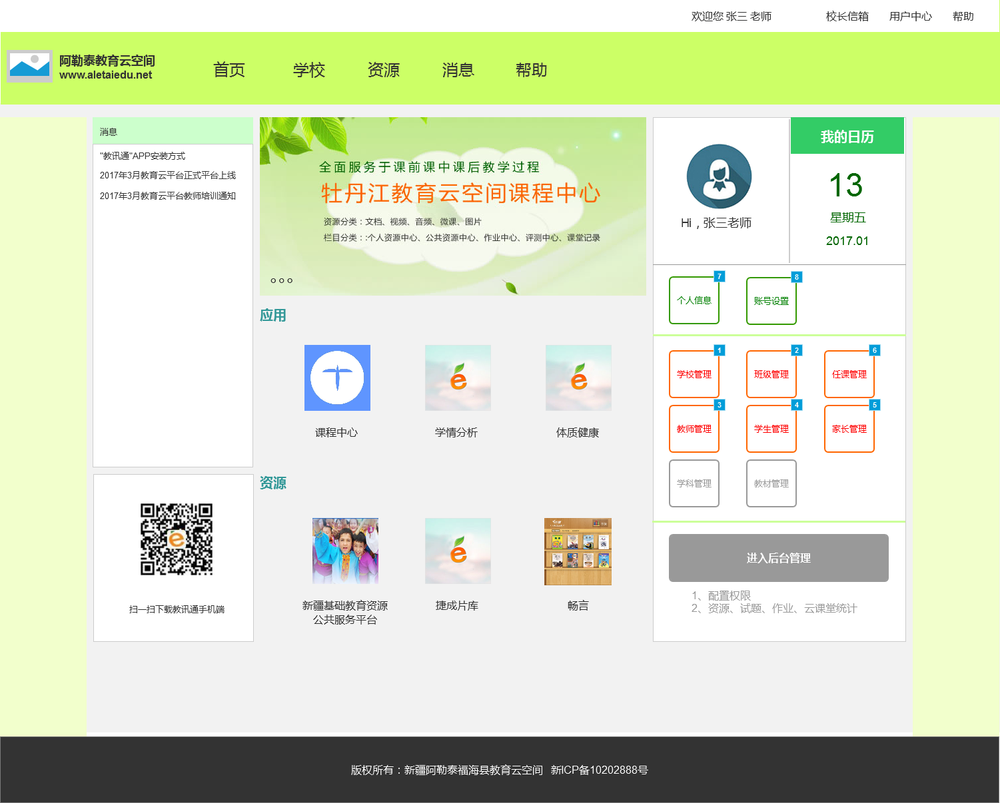 欢迎您 张三 老师
校长信箱
用户中心
帮助
阿勒泰教育云空间
www.aletaiedu.net
首页
学校
资源
消息
帮助
消息
"教讯通"APP安装方式
2017年3月教育云平台正式平台上线
2017年3月教育云平台教师培训通知
扫一扫下载教讯通手机端
全面服务于课前课中课后教学过程
牡丹江教育云空间课程中心
资源分类：文档、视频、音频、微课、图片
栏目分类：:个人资源中心、公共资源中心、作业中心、评测中心、课堂记录
应用
课程中心
学情分析
体质健康
资源
新疆基础教育资源
公共服务平台
捷成片库
畅言
Hi，张三老师
我的日历
13
星期五
2017.01
7
个人信息
8
账号设置
1
学校管理
2
班级管理
6
任课管理
3
教师管理
4
学生管理
5
家长管理
学科管理
教材管理
进入后台管理
1、配置权限
2、资源、试题、作业、云课堂统计
版权所有：新疆阿勒泰福海县教育云空间 新ICP备10202888号